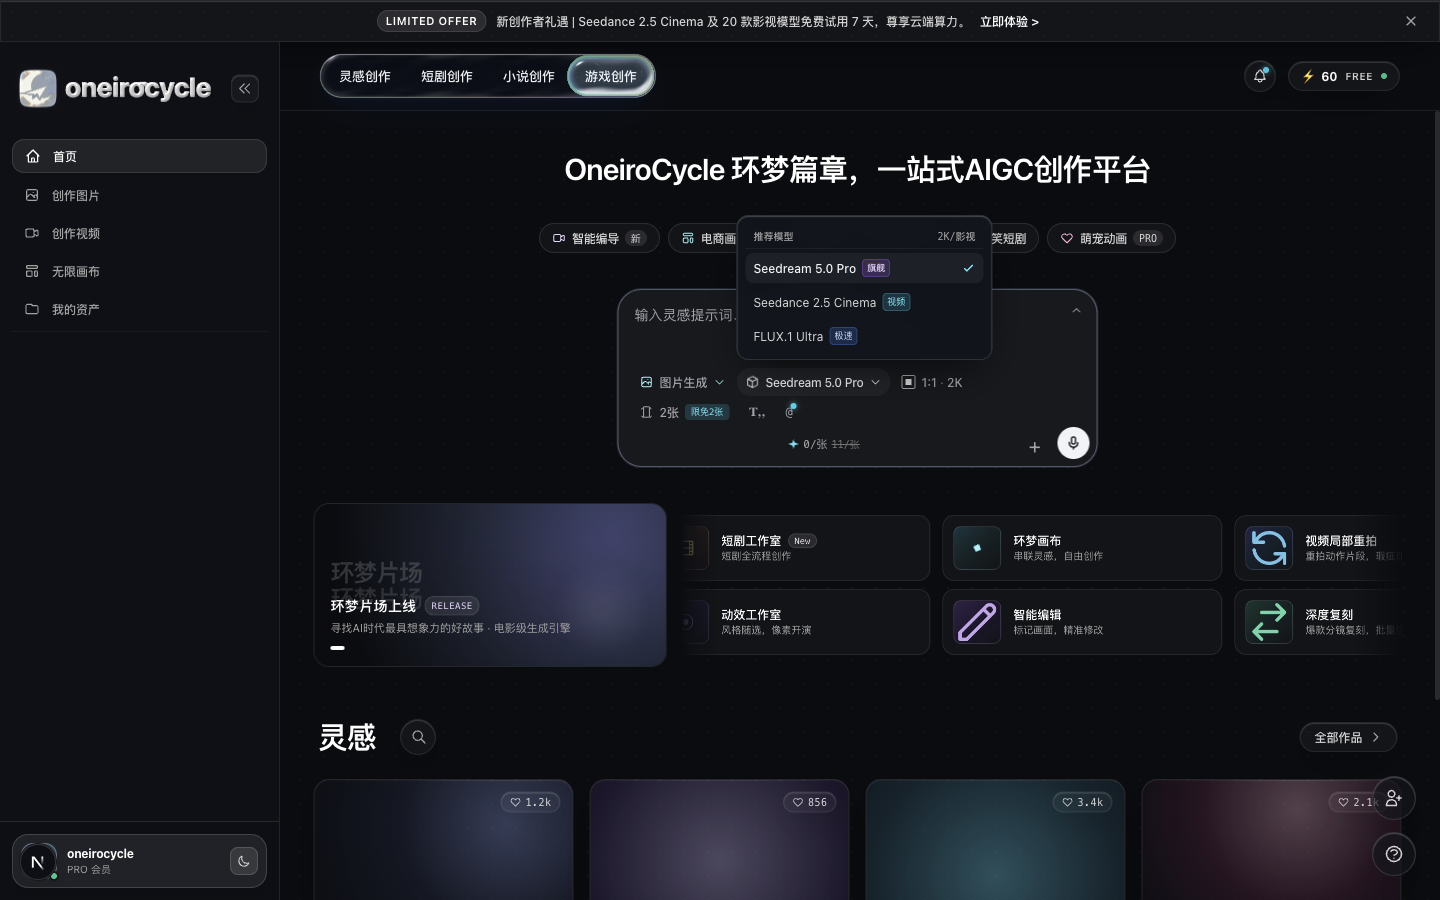 LIMITED OFFER 新创作者礼遇 | Seedance 2.5 Cinema 及 20 款影视模型免费试用 7 天，尊享云端算力。 立即体验 >
oneirocycle
灵感创作 短剧创作 小说创作 游戏创作
60 FREE
首页
创作图片
创作视频
无限画布
我的资产
OneiroCycle 环梦篇章，一站式AIGC创作平台
智能编导 新 电商画 笑短剧 萌宠动画 PRO
推荐模型 2K/影视
Seedream 5.0 Pro 旗舰
Seedance 2.5 Cinema 视频
FLUX.1 Ultra 极速
输入灵感提示词.
图片生成 Seedream 5.0 Pro 1:1 · 2K
2张 限免2张 T,, @
0/张 11/张
环梦片场
环梦片场上线 RELEASE
寻找AI时代最具想象力的好故事 · 电影级生成引擎
短剧工作室 New
短剧全流程创作
环梦画布
串联灵感，自由创作
视频局部重拍
重拍动作片段，
动效工作室
风格随选，像素开演
智能编辑
标记画面，精准修改
深度复刻
爆款分镜复刻，
灵感
全部作品
1.2k
856
3.4k
2.1k
N
oneirocycle
PRO 会员